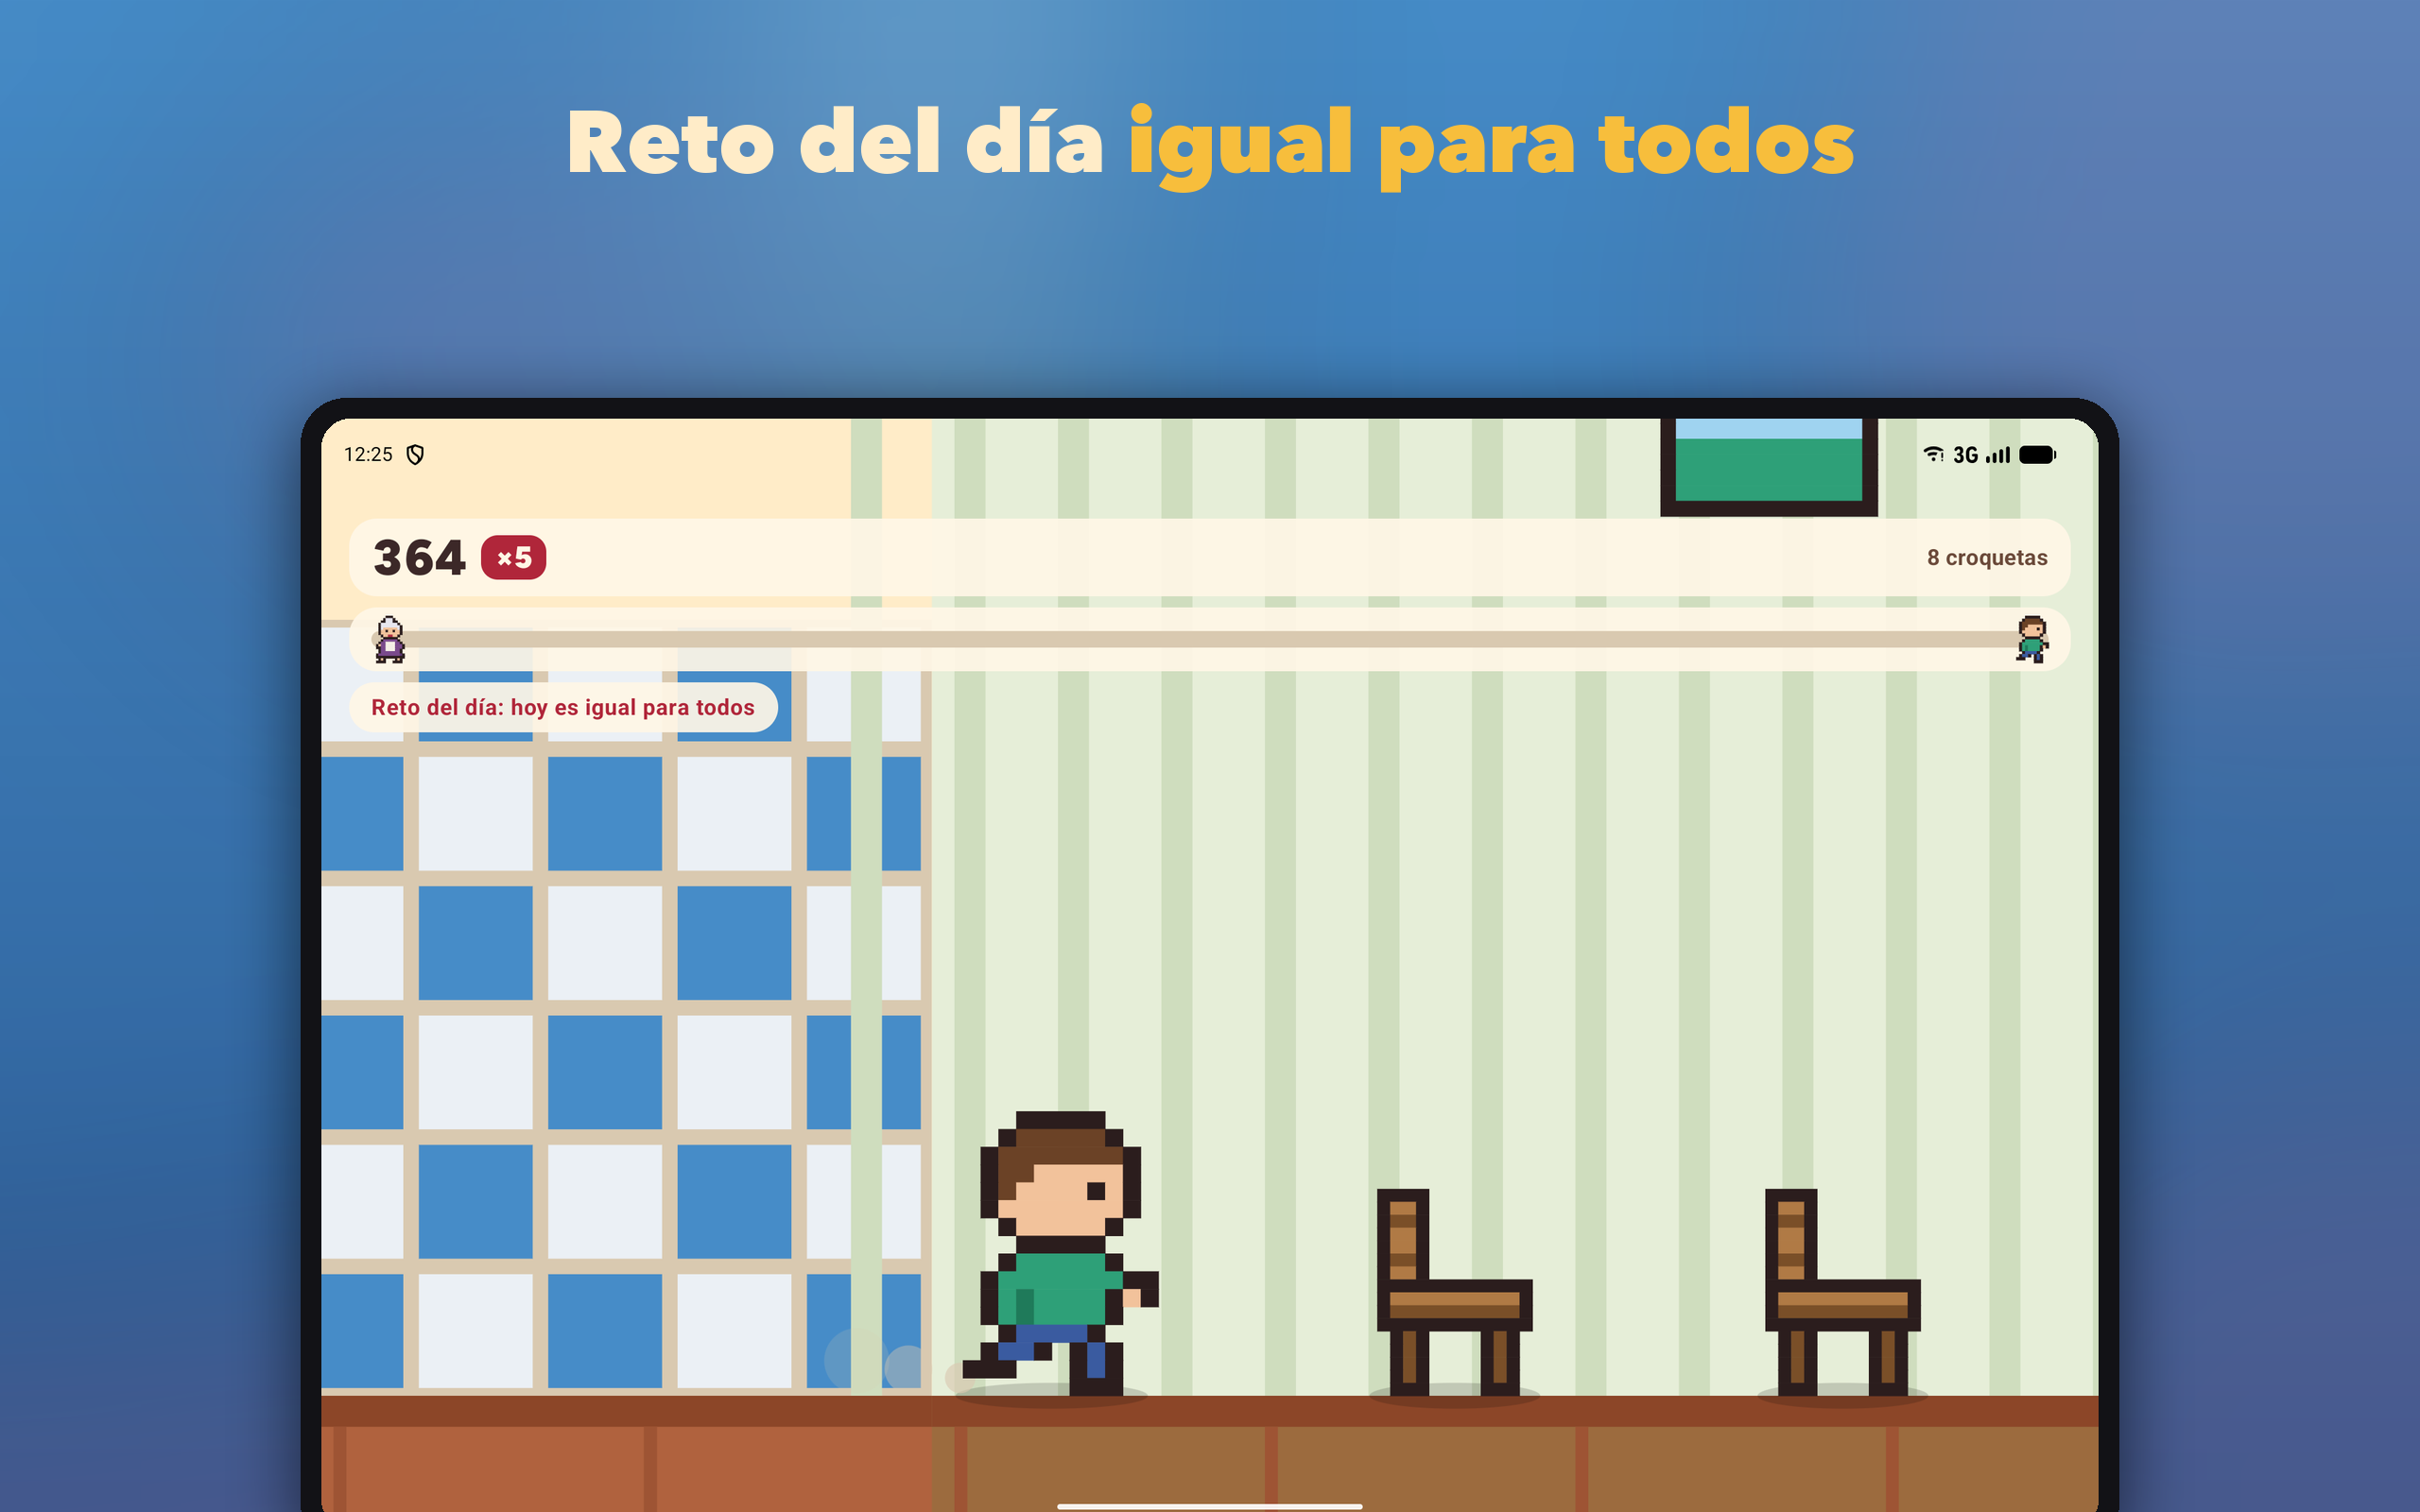 Reto del día igual para todos
12:25 3G
364 ×5 8 croquetas
Reto del día: hoy es igual para todos